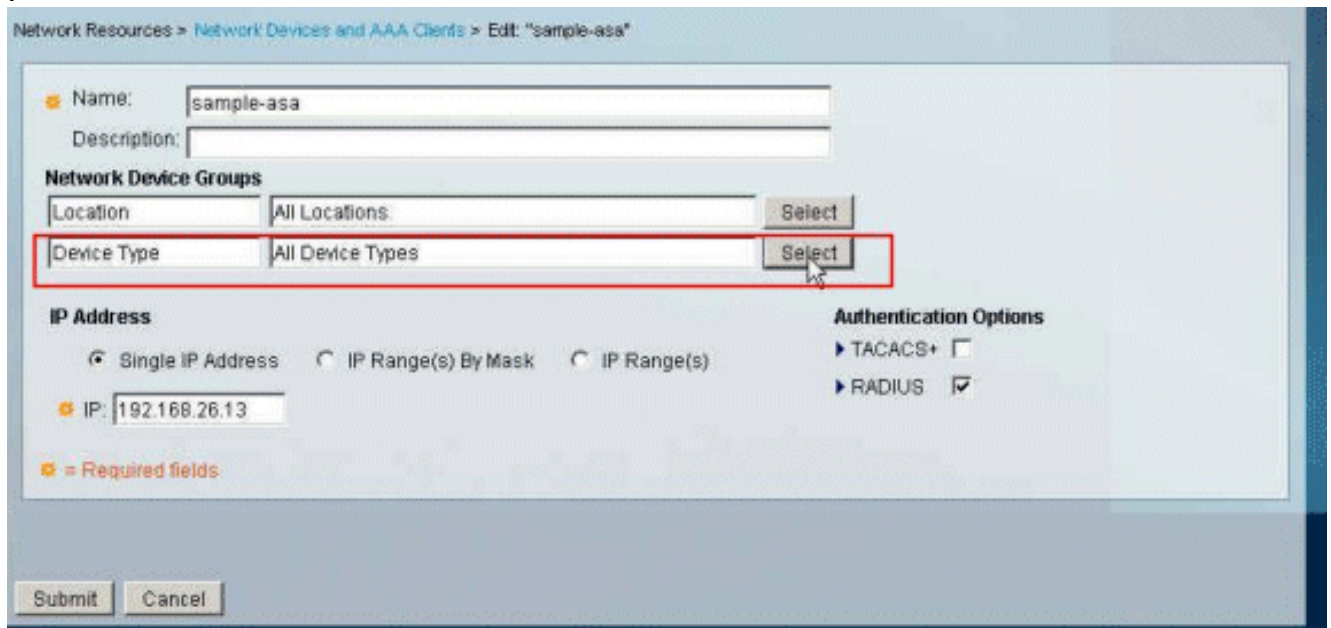 Network Resources > Network Devices and AAA Clients > Edit: "sample-asa"
Name: sample-asa
Description:
Network Device Groups
Location All Locations Select
Device Type All Device Types Select
IP Address Authentication Options
Single IP Address IP Range(s) By Mask IP Range(s) TACACS+
RADIUS
IP: 192.168.26.13
= Required fields
Submit Cancel